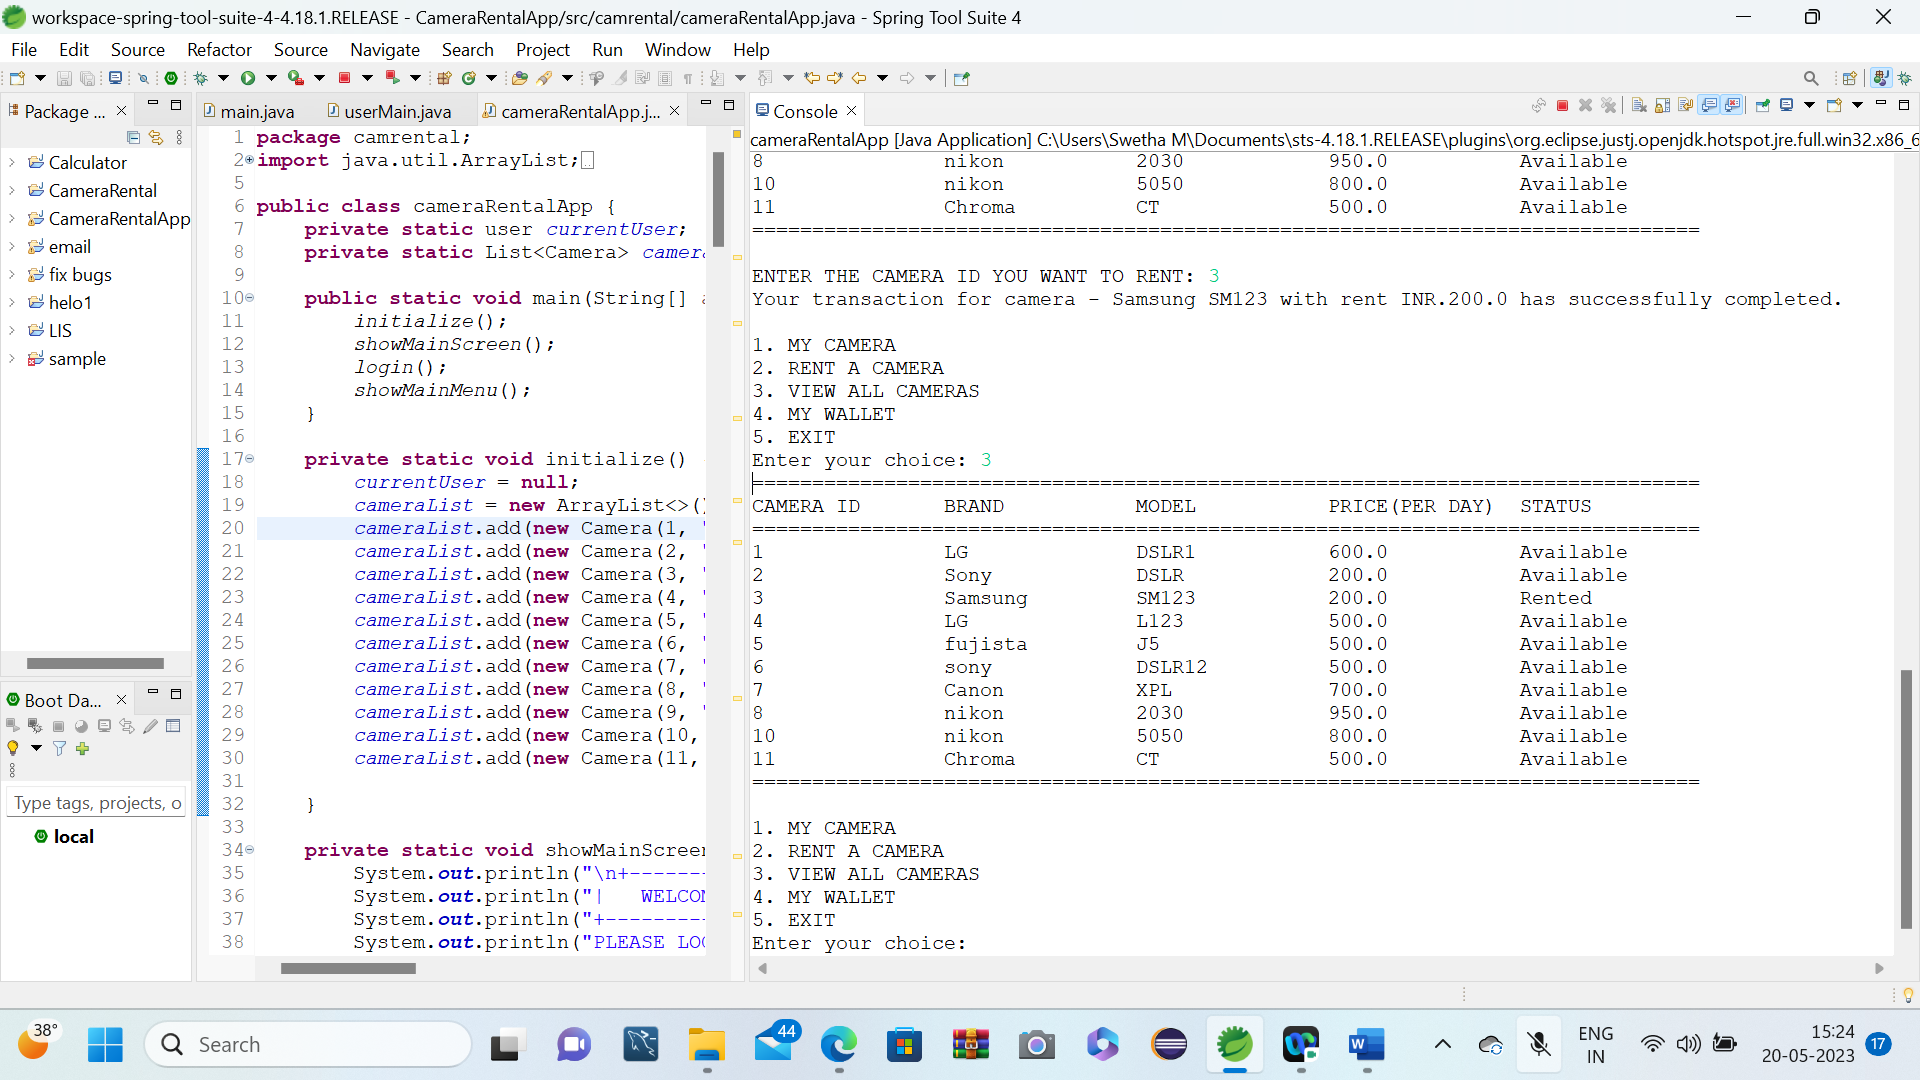 workspace-spring-tool-suite-4-4.18.1.RELEASE - CameraRentalApp/src/camrental/cameraRentalApp.java - Spring Tool Suite 4
File Edit Source Refactor Source Navigate Search Project Run Window Help
Package ...
Calculator
CameraRental
CameraRentalApp
email
fix bugs
helo1
LIS
sample
Boot Da...
Type tags, projects, o
local
main.java userMain.java cameraRentalApp.j...
1 package camrental;
2 import java.util.ArrayList;
5
6 public class cameraRentalApp {
7 private static user currentUser;
8 private static List<Camera> camer
9
10 public static void main(String[]
11 initialize();
12 showMainScreen();
13 login();
14 showMainMenu();
15 }
16
17 private static void initialize()
18 currentUser = null;
19 cameraList = new ArrayList<>()
20 cameraList.add(new Camera(1, "
21 cameraList.add(new Camera(2, "
22 cameraList.add(new Camera(3, "
23 cameraList.add(new Camera(4, "
24 cameraList.add(new Camera(5, "
25 cameraList.add(new Camera(6, "
26 cameraList.add(new Camera(7, "
27 cameraList.add(new Camera(8, "
28 cameraList.add(new Camera(9, "
29 cameraList.add(new Camera(10,
30 cameraList.add(new Camera(11,
31
32 }
33
34 private static void showMainScreen
35 System.out.println("\n+-------
36 System.out.println("| WELCOM
37 System.out.println("+---------
38 System.out.println("PLEASE LOG
Console
cameraRentalApp [Java Application] C:\Users\Swetha M\Documents\sts-4.18.1.RELEASE\plugins\org.eclipse.justj.openjdk.hotspot.jre.full.win32.x86_6
8 nikon 2030 950.0 Available
10 nikon 5050 800.0 Available
11 Chroma CT 500.0 Available
===============================================================================
ENTER THE CAMERA ID YOU WANT TO RENT: 3
Your transaction for camera - Samsung SM123 with rent INR.200.0 has successfully completed.
1. MY CAMERA
2. RENT A CAMERA
3. VIEW ALL CAMERAS
4. MY WALLET
5. EXIT
Enter your choice: 3
===============================================================================
CAMERA ID BRAND MODEL PRICE(PER DAY) STATUS
===============================================================================
1 LG DSLR1 600.0 Available
2 Sony DSLR 200.0 Available
3 Samsung SM123 200.0 Rented
4 LG L123 500.0 Available
5 fujista J5 500.0 Available
6 sony DSLR12 500.0 Available
7 Canon XPL 700.0 Available
8 nikon 2030 950.0 Available
10 nikon 5050 800.0 Available
11 Chroma CT 500.0 Available
===============================================================================
1. MY CAMERA
2. RENT A CAMERA
3. VIEW ALL CAMERAS
4. MY WALLET
5. EXIT
Enter your choice:
38°
Search
44
ENG
IN
15:24
20-05-2023
17